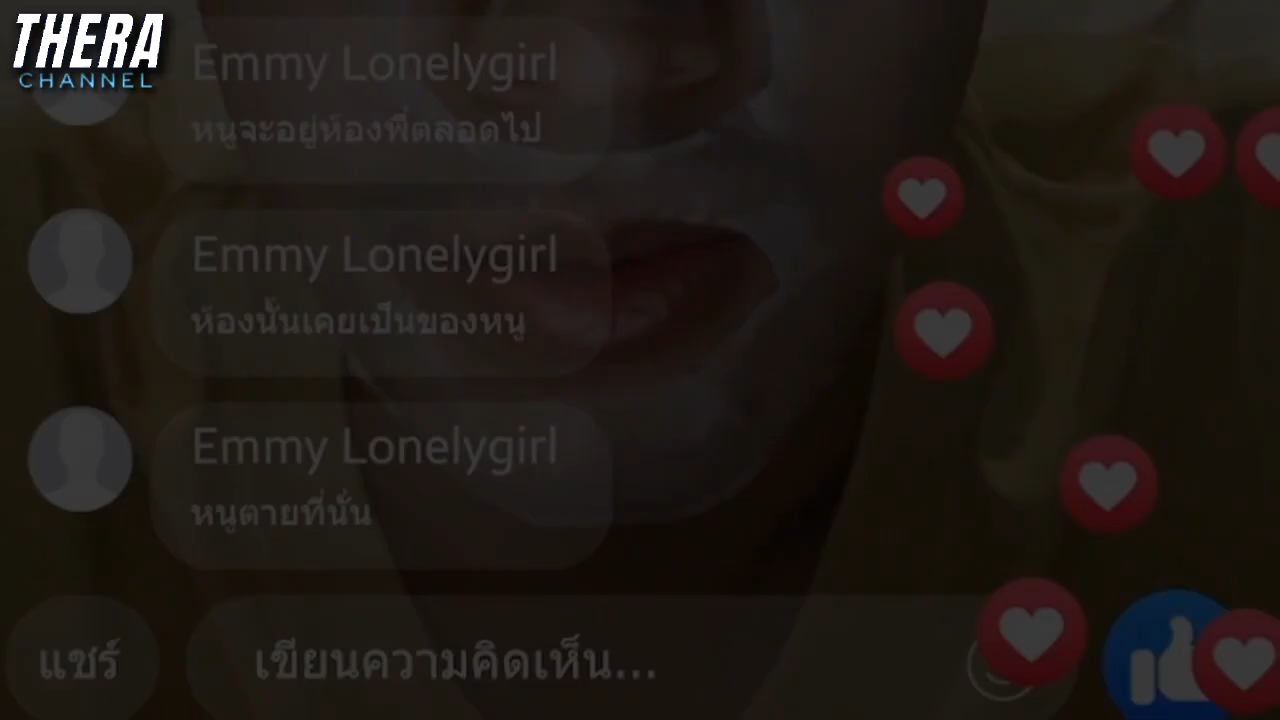 THERA
CHANNEL
Emmy Lonelygirl
หนูจะอยู่ห้องพี่ตลอดไป
Emmy Lonelygirl
ห้องนั้นเคยเป็นของหนู
Emmy Lonelygirl
หนูตายที่นั่น
แชร์
เขียนความคิดเห็น...